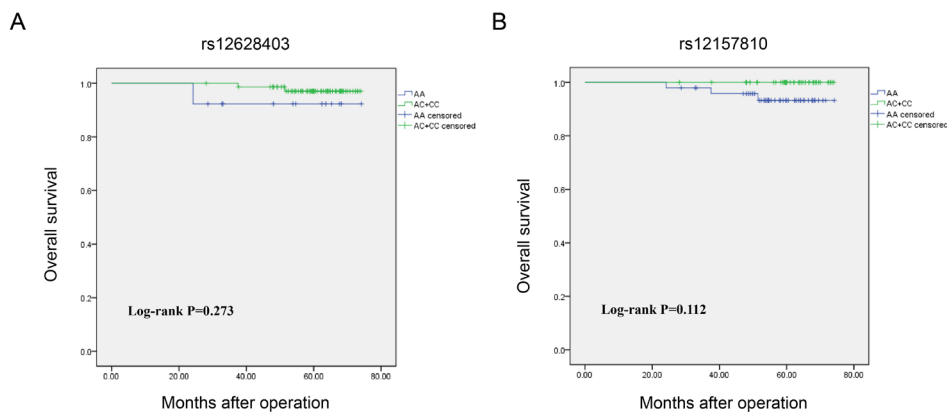 A
rs12628403
1.0
0.8
0.6
0.4
0.2
0.0
Overall survival
Log-rank P=0.273
0.00 20.00 40.00 60.00 80.00
Months after operation
AA
AC+CC
AA censored
AC+CC censored
B
rs12157810
1.0
0.8
0.6
0.4
0.2
0.0
Overall survival
Log-rank P=0.112
0.00 20.00 40.00 60.00 80.00
Months after operation
AA
AC+CC
AA censored
AC+CC censored